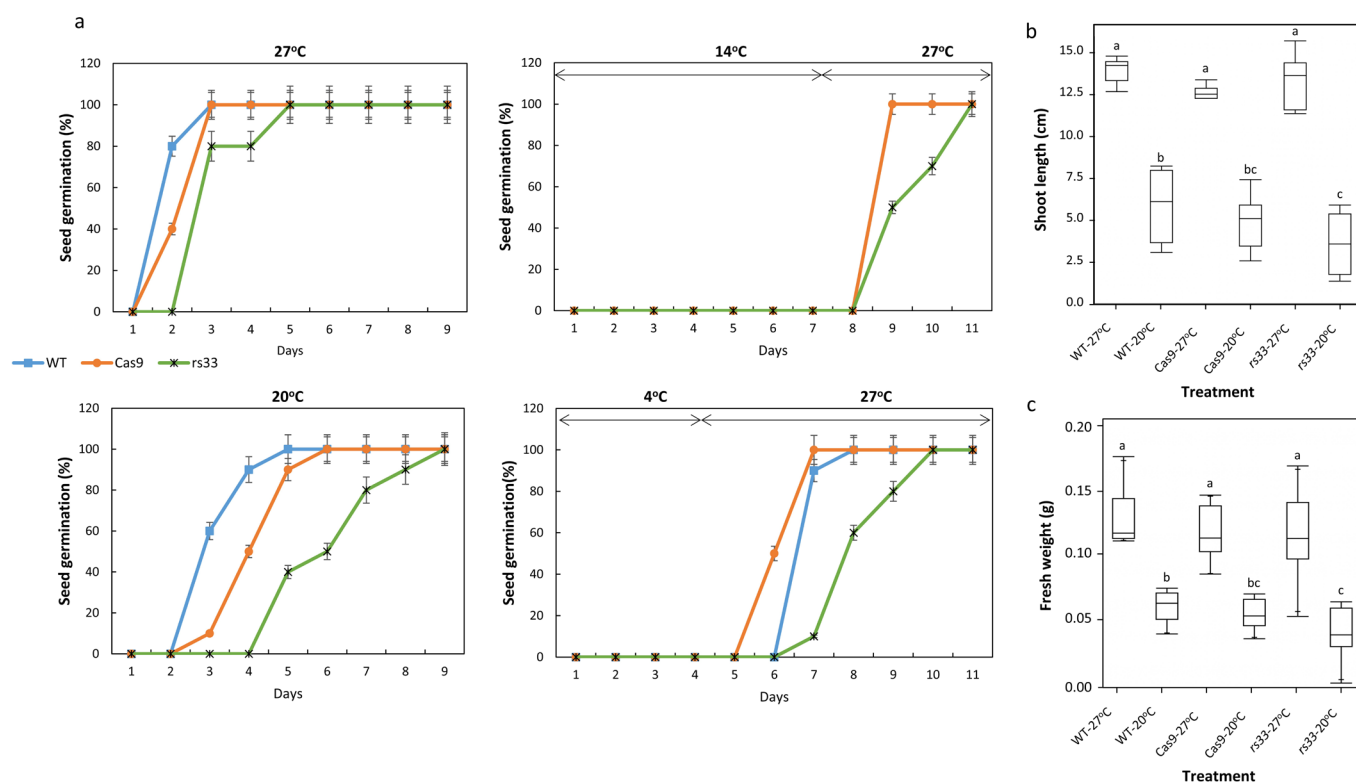 a
27°C
120
100
80
60
40
20
0
Seed germination (%)
1 2 3 4 5 6 7 8 9
Days
14°C 27°C
120
100
80
60
40
20
0
Seed germination (%)
1 2 3 4 5 6 7 8 9 10 11
Days
WT Cas9 rs33
20°C
120
100
80
60
40
20
0
Seed germination (%)
1 2 3 4 5 6 7 8 9
Days
4°C 27°C
120
100
80
60
40
20
0
Seed germination(%)
1 2 3 4 5 6 7 8 9 10 11
Days
b
15.0
12.5
15.0
7.5
5.0
2.5
0.0
Shoot length (cm)
a b a bc a c
WT-27°C WT-20°C Cas9-27°C Cas9-20°C rs33-27°C rs33-20°C
Treatment
c
0.20
0.15
0.10
0.05
0.00
Fresh weight (g)
a b a bc a c
WT-27°C WT-20°C Cas9-27°C Cas9-20°C rs33-27°C rs33-20°C
Treatment